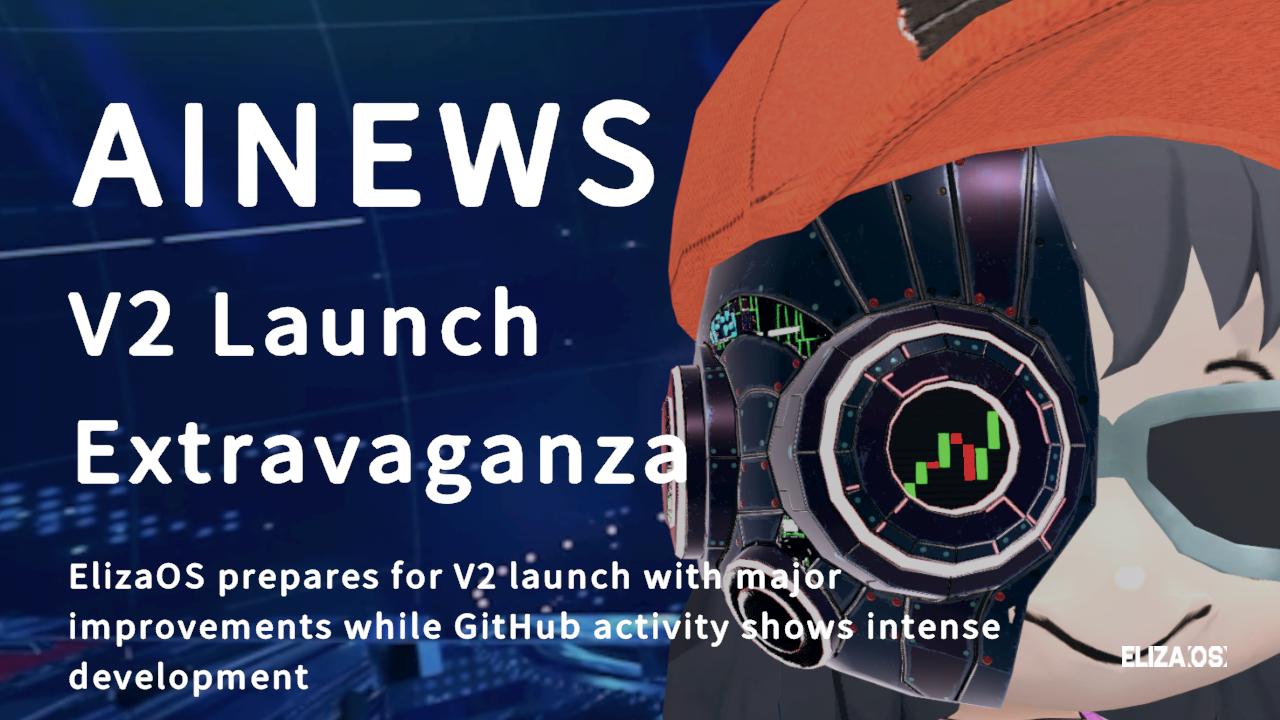 AINEWS
V2 Launch
Extravaganza
ElizaOS prepares for V2 launch with major
improvements while GitHub activity shows intense
development
ELIZA OS